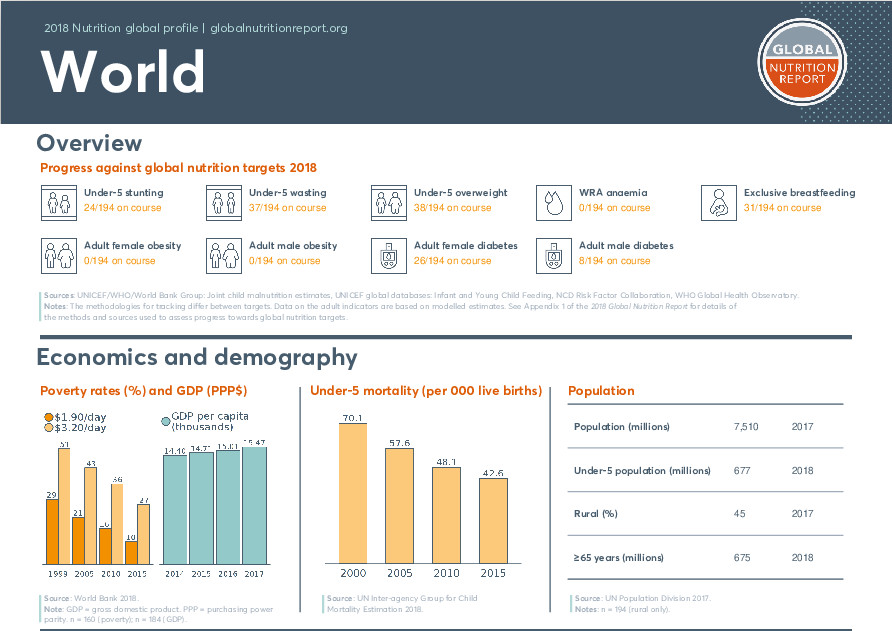 2018 Nutrition global profile | globalnutritionreport.org
World
GLOBAL
NUTRITION
REPORT
Overview
Progress against global nutrition targets 2018
Under-5 stunting
24/194 on course
Under-5 wasting
37/194 on course
Under-5 overweight
38/194 on course
WRA anaemia
0/194 on course
Exclusive breastfeeding
31/194 on course
Adult female obesity
0/194 on course
Adult male obesity
0/194 on course
Adult female diabetes
26/194 on course
Adult male diabetes
8/194 on course
Sources: UNICEF/WHO/World Bank Group: Joint child malnutrition estimates, UNICEF global databases: Infant and Young Child Feeding, NCD Risk Factor Collaboration, WHO Global Health Observatory.
Notes: The methodologies for tracking differ between targets. Data on the adult indicators are based on modelled estimates. See Appendix 1 of the 2018 Global Nutrition Report for details of
the methods and sources used to assess progress towards global nutrition targets.
Economics and demography
Poverty rates (%) and GDP (PPP$)
$1.90/day
$3.20/day
29 51 21 43 16 36 10 27
1999 2005 2010 2015
GDP per capita
(thousands)
14.40 14.71 15.01 15.47
2014 2015 2016 2017
Source: World Bank 2018.
Note: GDP = gross domestic product. PPP = purchasing power
parity. n = 160 (poverty); n = 184 (GDP).
Under-5 mortality (per 000 live births)
70.1 57.6 48.1 42.6
2000 2005 2010 2015
Source: UN Inter-agency Group for Child
Mortality Estimation 2018.
Population
Population (millions) 7,510 2017
Under-5 population (millions) 677 2018
Rural (%) 45 2017
≥65 years (millions) 675 2018
Source: UN Population Division 2017.
Notes: n = 194 (rural only).